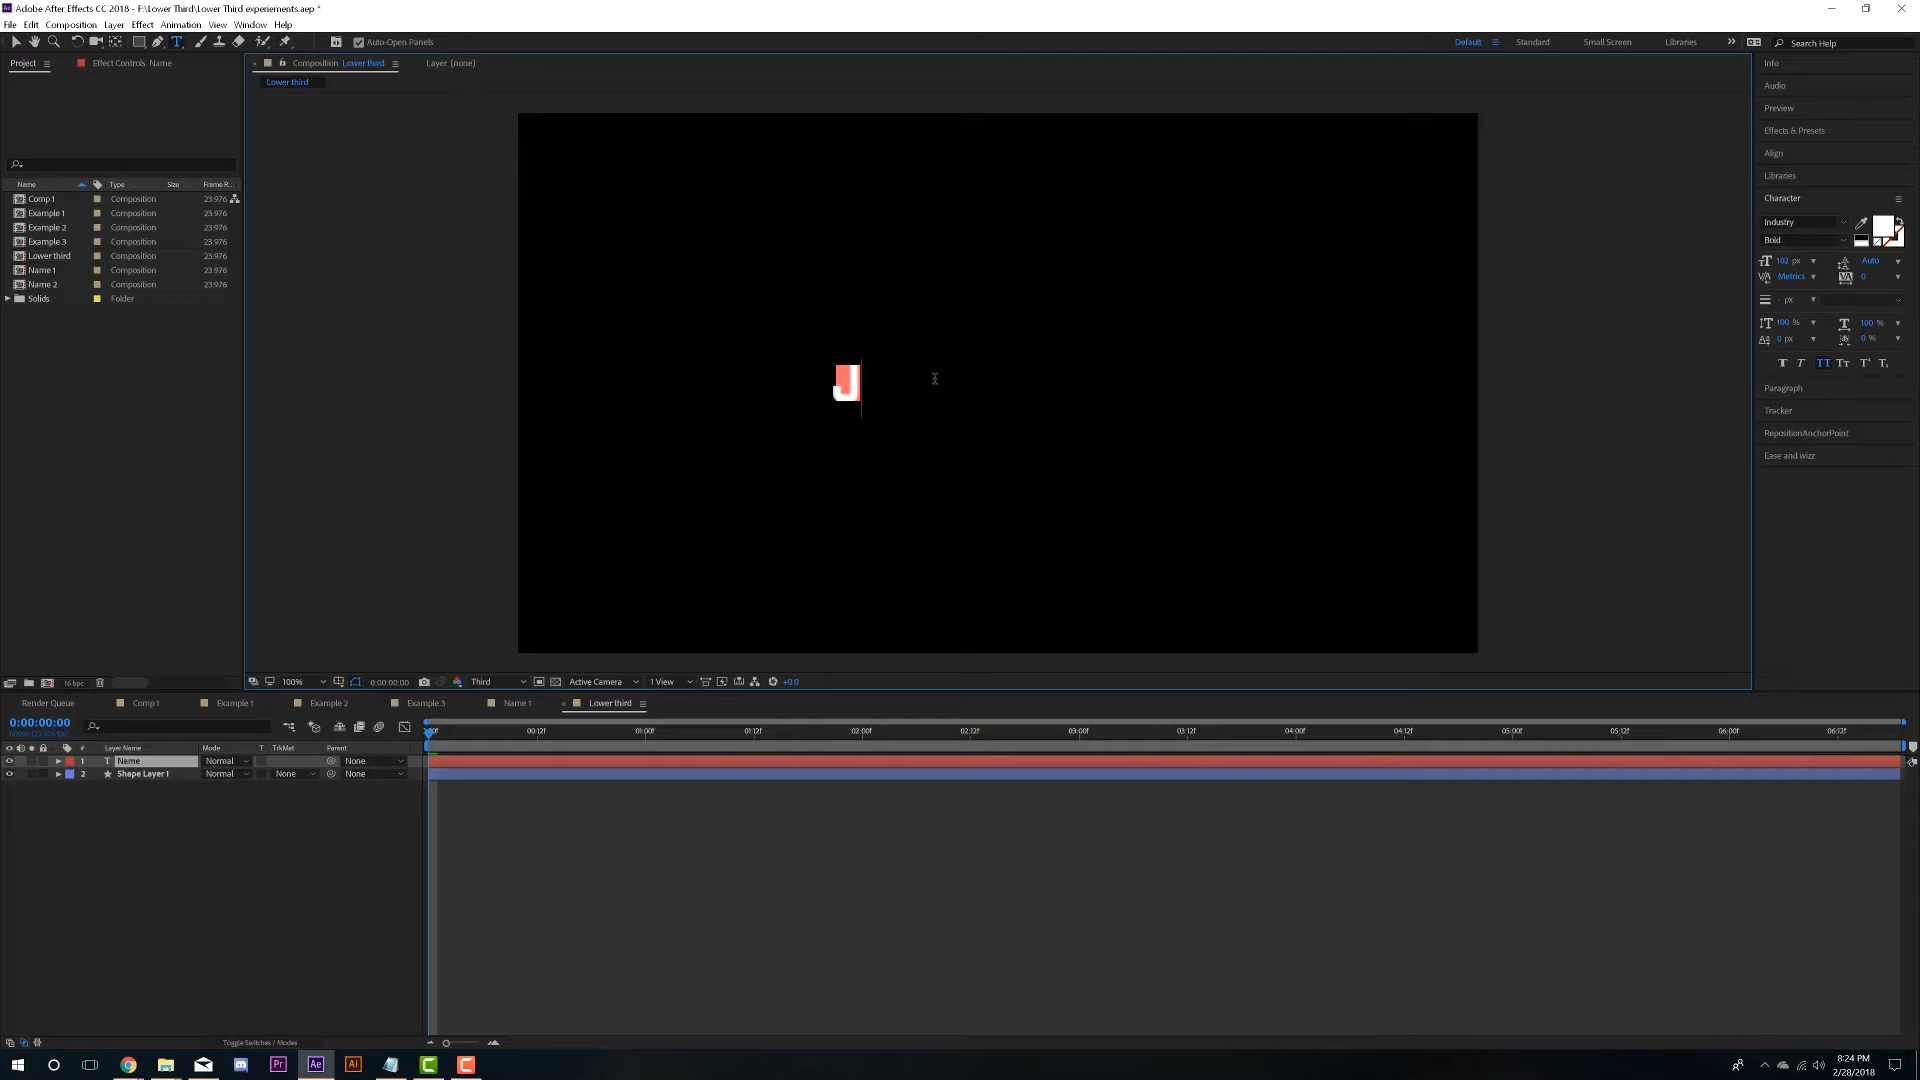 Adobe After Effects CC 2018 - F:\Lower Third\Lower Third experiements.aep *
File Edit Composition Layer Effect Animation View Window Help
Auto-Open Panels
Default Standard Small Screen Libraries Search Help
Project Effect Controls Name
Composition Lower third Layer (none)
Lower third
Name Type Size Frame R...
Comp 1 Composition 23.976
Example 1 Composition 23.976
Example 2 Composition 23.976
Example 3 Composition 23.976
Lower third Composition 23.976
Name 1 Composition 23.976
Name 2 Composition 23.976
Solids Folder
J
Info
Audio
Preview
Effects & Presets
Align
Libraries
Character
Industry
Bold
102 px Auto
Metrics 0
- px
100 % 100 %
0 px 0 %
T T TT Tт T¹ T₁
Paragraph
Tracker
RepositionAnchorPoint
Ease and wizz
16 bpc
100% 0:00:00:00 Third Active Camera 1 View +0.0
Render Queue Comp 1 Example 1 Example 2 Example 3 Name 1 Lower third
0:00:00:00
00:12f 01:00f 01:12f 02:00f 02:12f 03:00f 03:12f 04:00f 04:12f 05:00f 05:12f 06:00f 06:12f
# Layer Name Mode T TrkMat Parent
1 T Name Normal None
2 Shape Layer 1 Normal None None
Toggle Switches / Modes
Pr Ae Ai
8:24 PM
2/28/2018